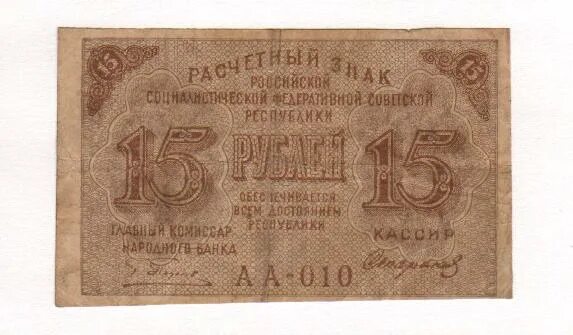 15 15
РАСЧЕТНЫЙ ЗНАК
РОССИЙСКОЙ
СОЦИАЛИСТИЧЕСКОЙ ФЕДЕРАТИВНОЙ СОВЕТСКОЙ
РЕСПУБЛИКИ
15 РУБЛЕЙ 15
ОБЕСПЕЧИВАЕТСЯ
ВСЕМ ДОСТОЯНИЕМ
РЕСПУБЛИКИ
ГЛАВНЫЙ КОМИССАР
НАРОДНОГО БАНКА
КАССИР
АА-010